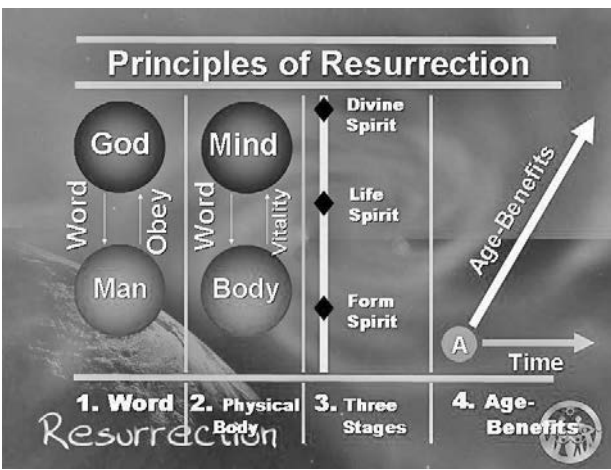 Principles of Resurrection
God
Word
Obey
Man
Mind
Word
Vitality
Body
Divine
Spirit
Life
Spirit
Form
Spirit
Age-Benefits
A
Time
1. Word
2. Physical
Body
3. Three
Stages
4. Age-
Benefits
Resurrection